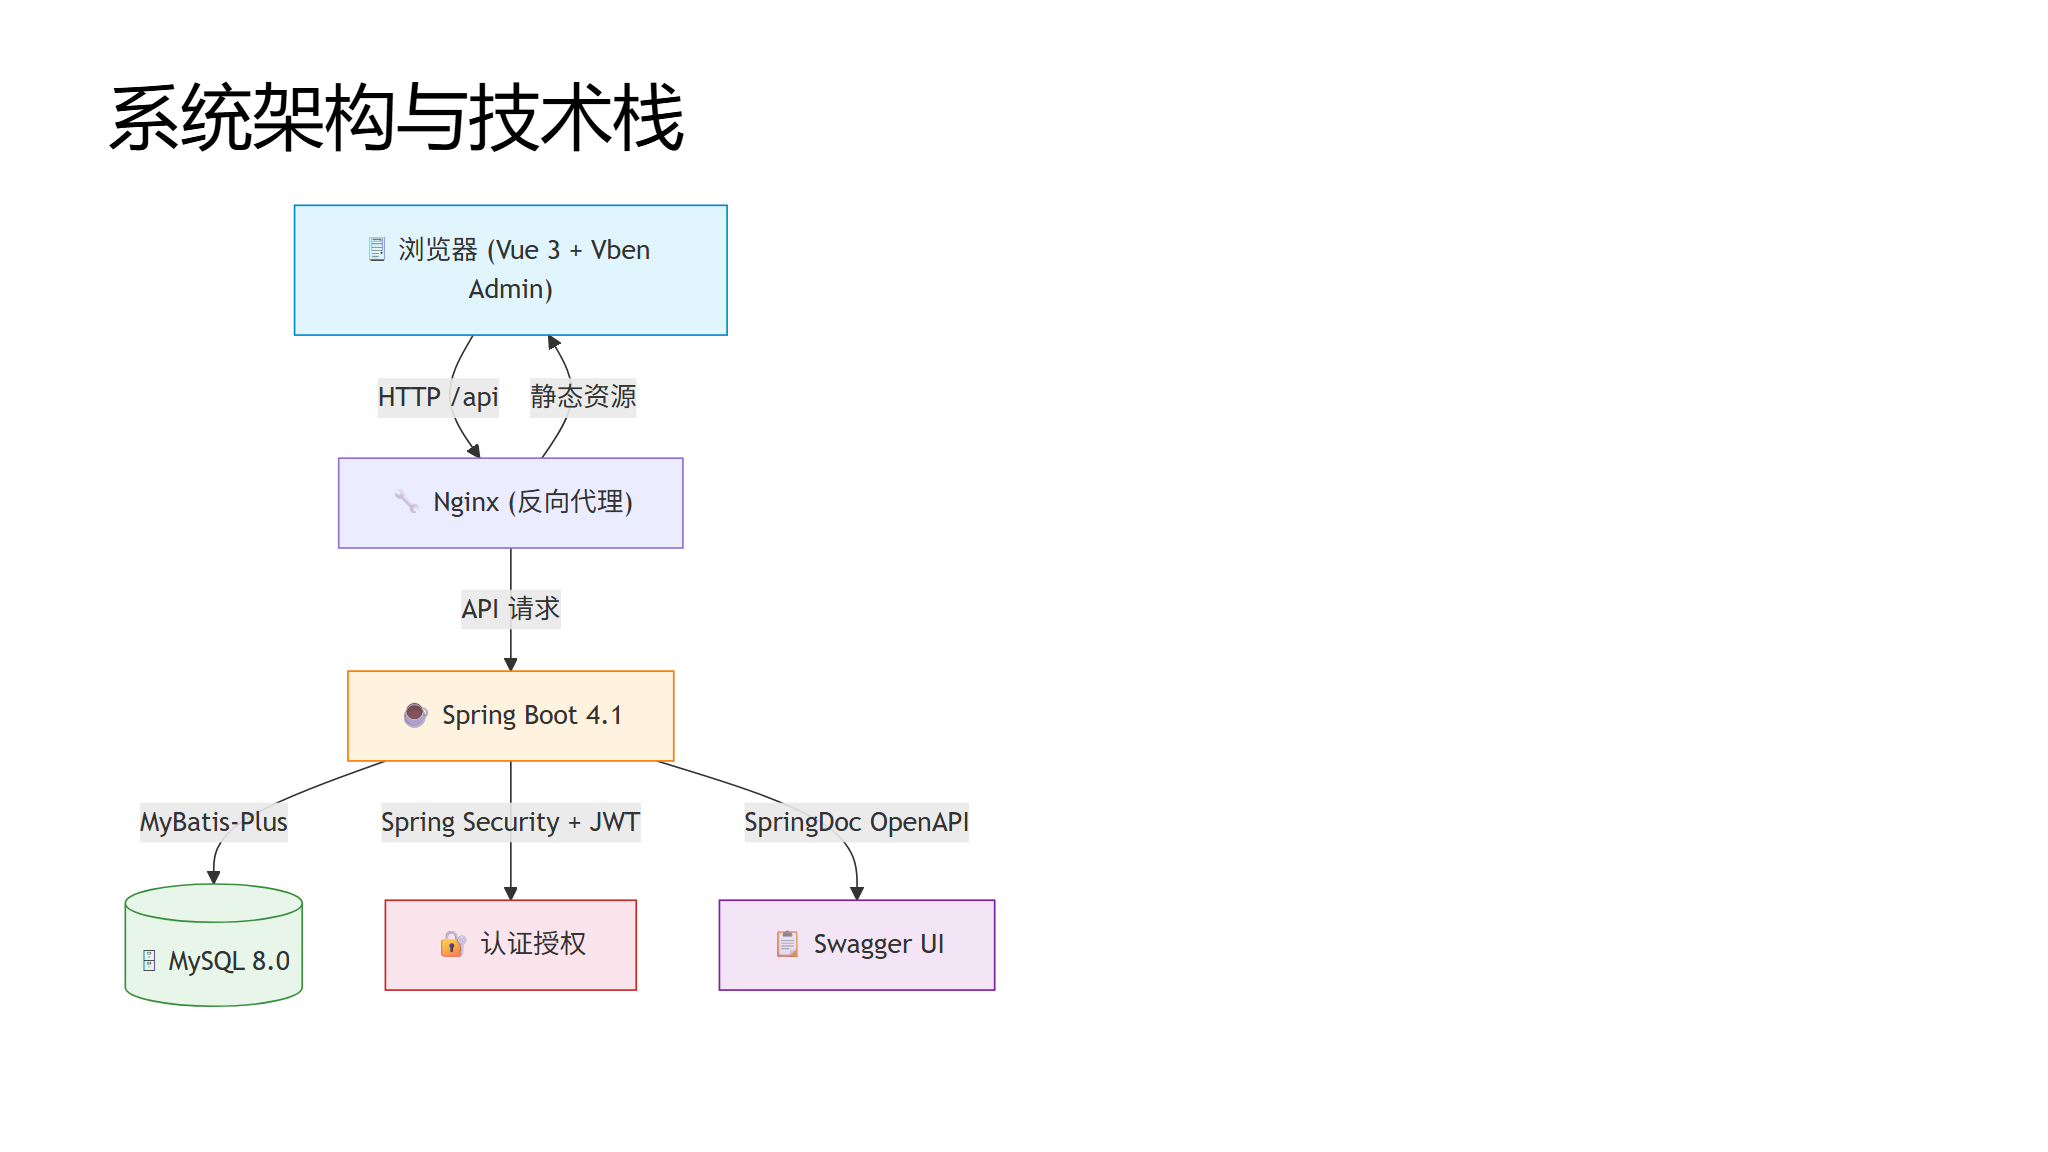 系统架构与技术栈
浏览器 (Vue 3 + Vben
Admin)
HTTP /api
静态资源
Nginx (反向代理)
API 请求
Spring Boot 4.1
MyBatis-Plus
Spring Security + JWT
SpringDoc OpenAPI
MySQL 8.0
认证授权
Swagger UI